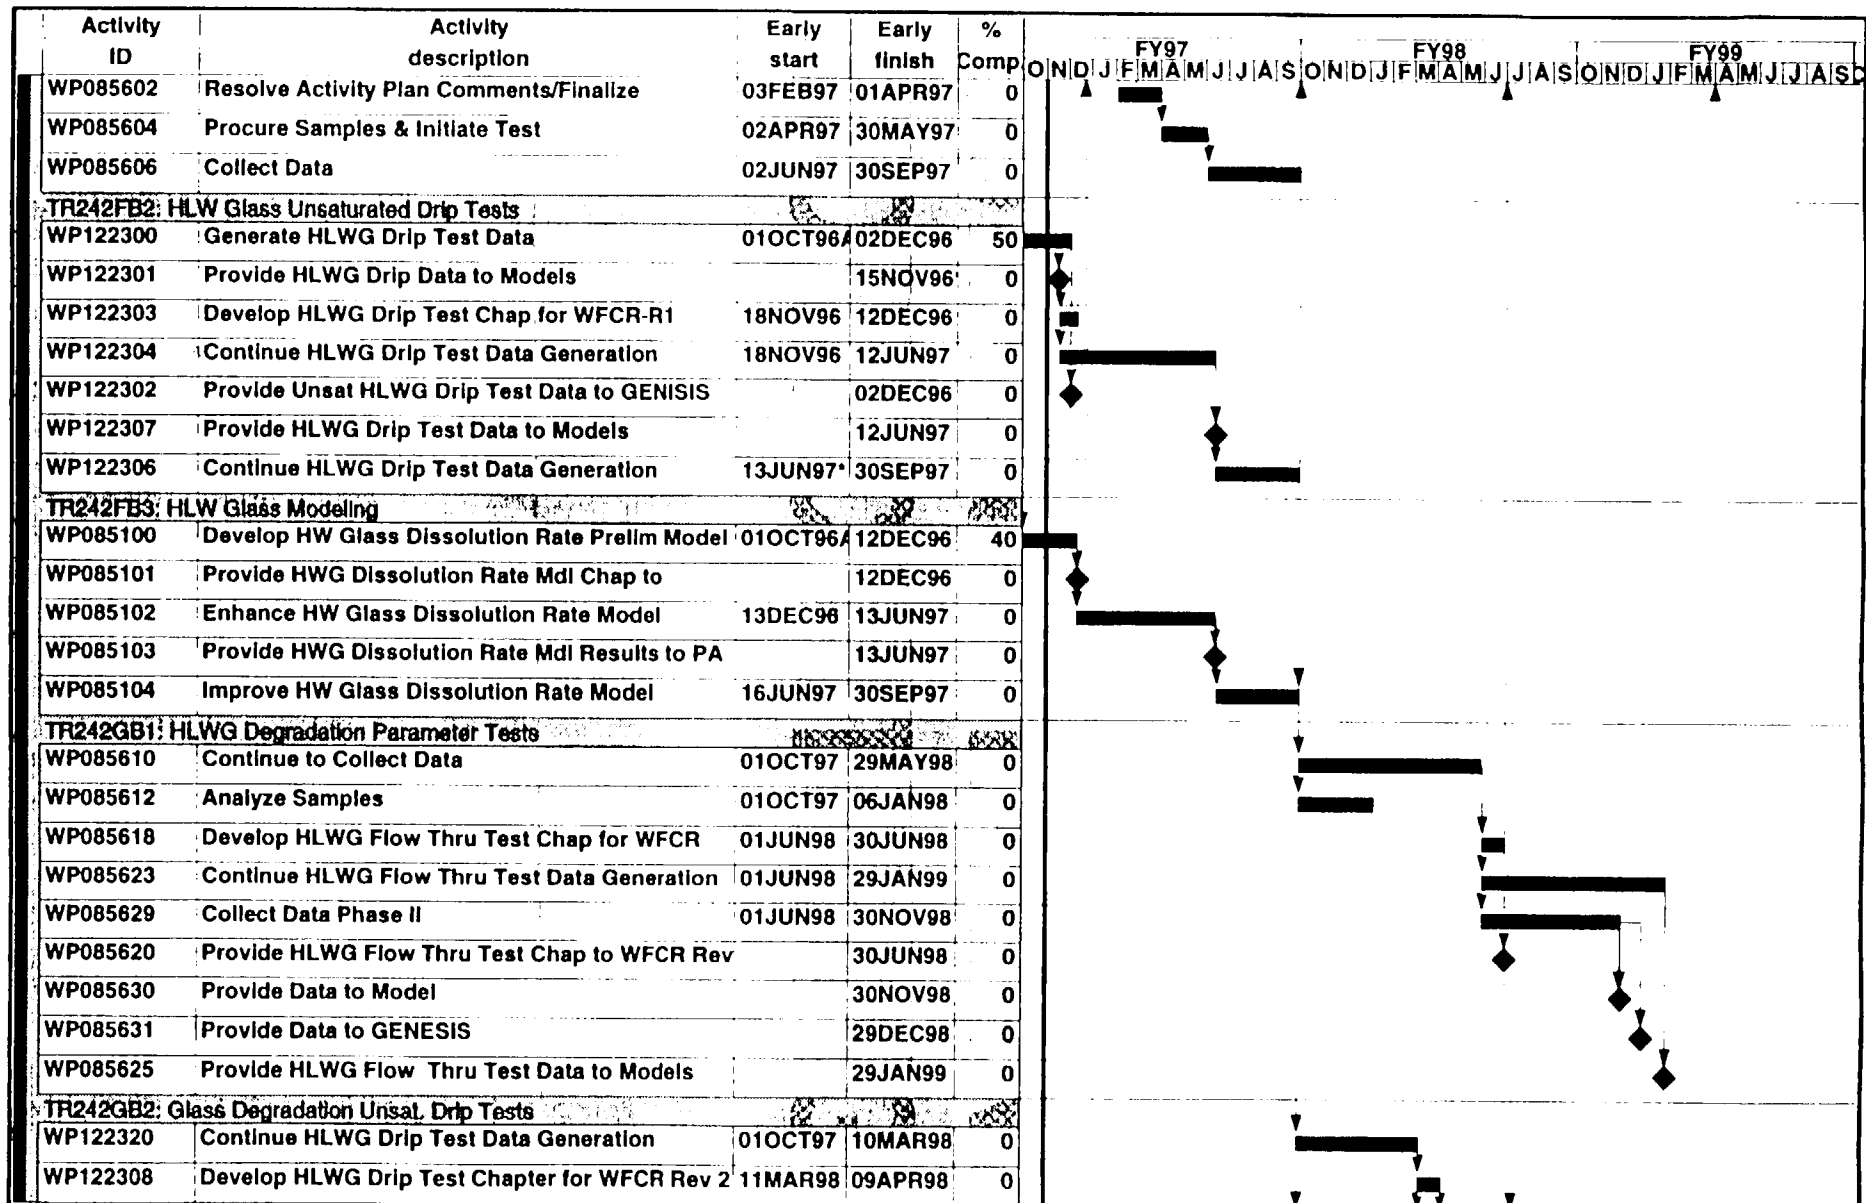 Activity ID Activity description Early start Early finish % Comp FY97 FY98 FY99
O N D J F M A M J J A S O N D J F M A M J J A S O N D J F M A M J J A S O
WP085602 Resolve Activity Plan Comments/Finalize 03FEB97 01APR97 0
WP085604 Procure Samples & Initiate Test 02APR97 30MAY97 0
WP085606 Collect Data 02JUN97 30SEP97 0
TR242FB2: HLW Glass Unsaturated Drip Tests
WP122300 Generate HLWG Drip Test Data 01OCT96A 02DEC96 50
WP122301 Provide HLWG Drip Data to Models 15NOV96* 0
WP122303 Develop HLWG Drip Test Chap for WFCR-R1 18NOV96 12DEC96 0
WP122304 Continue HLWG Drip Test Data Generation 18NOV96 12JUN97 0
WP122302 Provide Unsat HLWG Drip Test Data to GENISIS 02DEC96 0
WP122307 Provide HLWG Drip Test Data to Models 12JUN97 0
WP122306 Continue HLWG Drip Test Data Generation 13JUN97* 30SEP97 0
TR242FB3: HLW Glass Modeling
WP085100 Develop HW Glass Dissolution Rate Prelim Model 01OCT96A 12DEC96 40
WP085101 Provide HWG Dissolution Rate Mdl Chap to 12DEC96 0
WP085102 Enhance HW Glass Dissolution Rate Model 13DEC96 13JUN97 0
WP085103 Provide HWG Dissolution Rate Mdl Results to PA 13JUN97 0
WP085104 Improve HW Glass Dissolution Rate Model 16JUN97 30SEP97 0
TR242GB1: HLWG Degradation Parameter Tests
WP085610 Continue to Collect Data 01OCT97 29MAY98 0
WP085612 Analyze Samples 01OCT97 06JAN98 0
WP085618 Develop HLWG Flow Thru Test Chap for WFCR 01JUN98 30JUN98 0
WP085623 Continue HLWG Flow Thru Test Data Generation 01JUN98 29JAN99 0
WP085629 Collect Data Phase II 01JUN98 30NOV98 0
WP085620 Provide HLWG Flow Thru Test Chap to WFCR Rev 30JUN98 0
WP085630 Provide Data to Model 30NOV98 0
WP085631 Provide Data to GENESIS 29DEC98 0
WP085625 Provide HLWG Flow Thru Test Data to Models 29JAN99 0
TR242GB2: Glass Degradation Unsat. Drip Tests
WP122320 Continue HLWG Drip Test Data Generation 01OCT97 10MAR98 0
WP122308 Develop HLWG Drip Test Chapter for WFCR Rev 2 11MAR98 09APR98 0